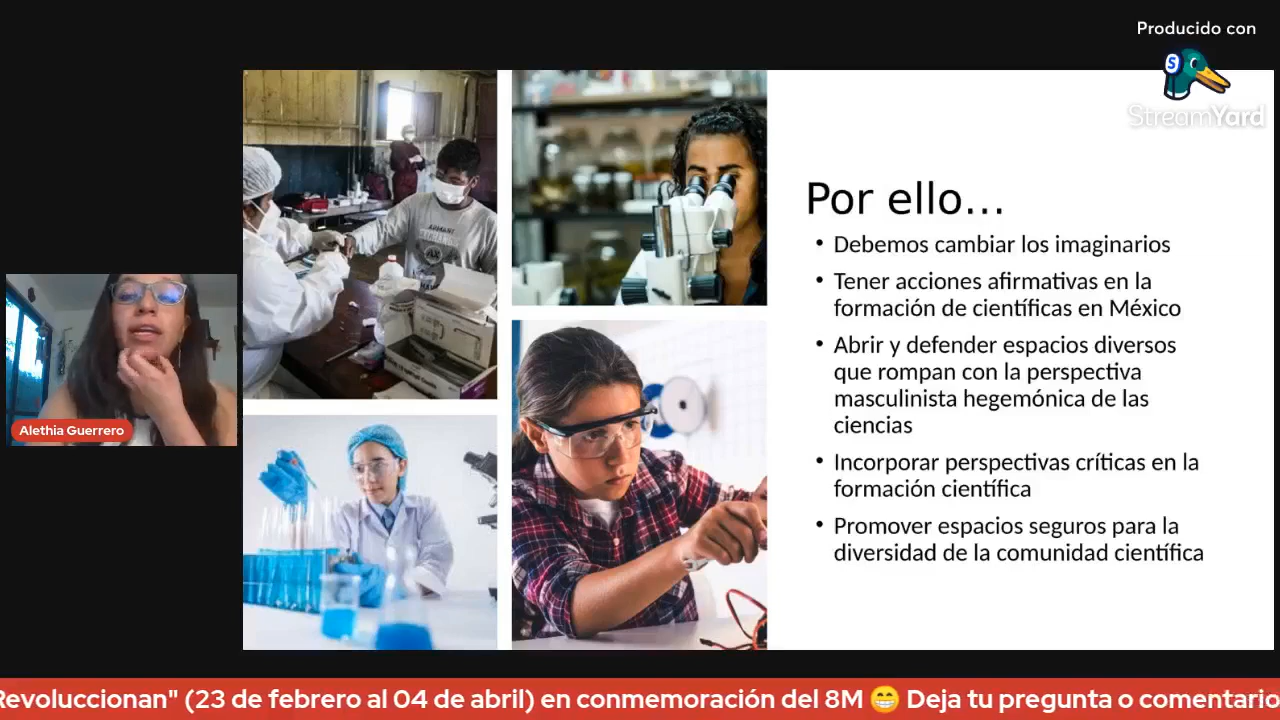 Producido con
S
StreamYard
ARMANI
Por ello...
• Debemos cambiar los imaginarios
• Tener acciones afirmativas en la
formación de científicas en México
• Abrir y defender espacios diversos
que rompan con la perspectiva
masculinista hegemónica de las
ciencias
• Incorporar perspectivas críticas en la
formación científica
• Promover espacios seguros para la
diversidad de la comunidad científica
Alethia Guerrero
Revoluccionan" (23 de febrero al 04 de abril) en conmemoración del 8M 😁 Deja tu pregunta o comentario